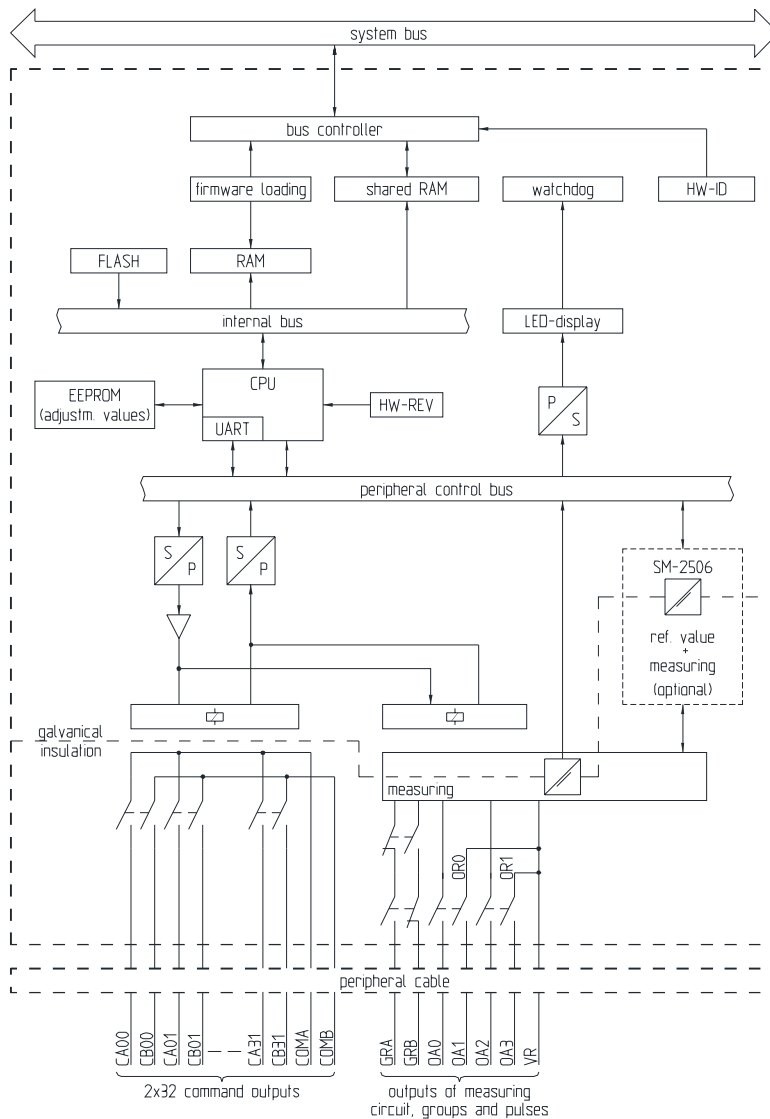 system bus
bus controller
firmware loading
shared RAM
watchdog
HW-ID
FLASH
RAM
internal bus
LED-display
EEPROM
(adjustm. values)
CPU
UART
HW-REV
P
S
peripheral control bus
S
P
S
P
SM-2506
ref. value
+
measuring
(optional)
galvanical
insulation
measuring
OR0
OR1
peripheral cable
CA00
CB00
CA01
CB01
CA31
CB31
COMA
COMB
GRA
GRB
OA0
OA1
OA2
OA3
VR
2x32 command outputs
outputs of measuring
circuit, groups and pulses